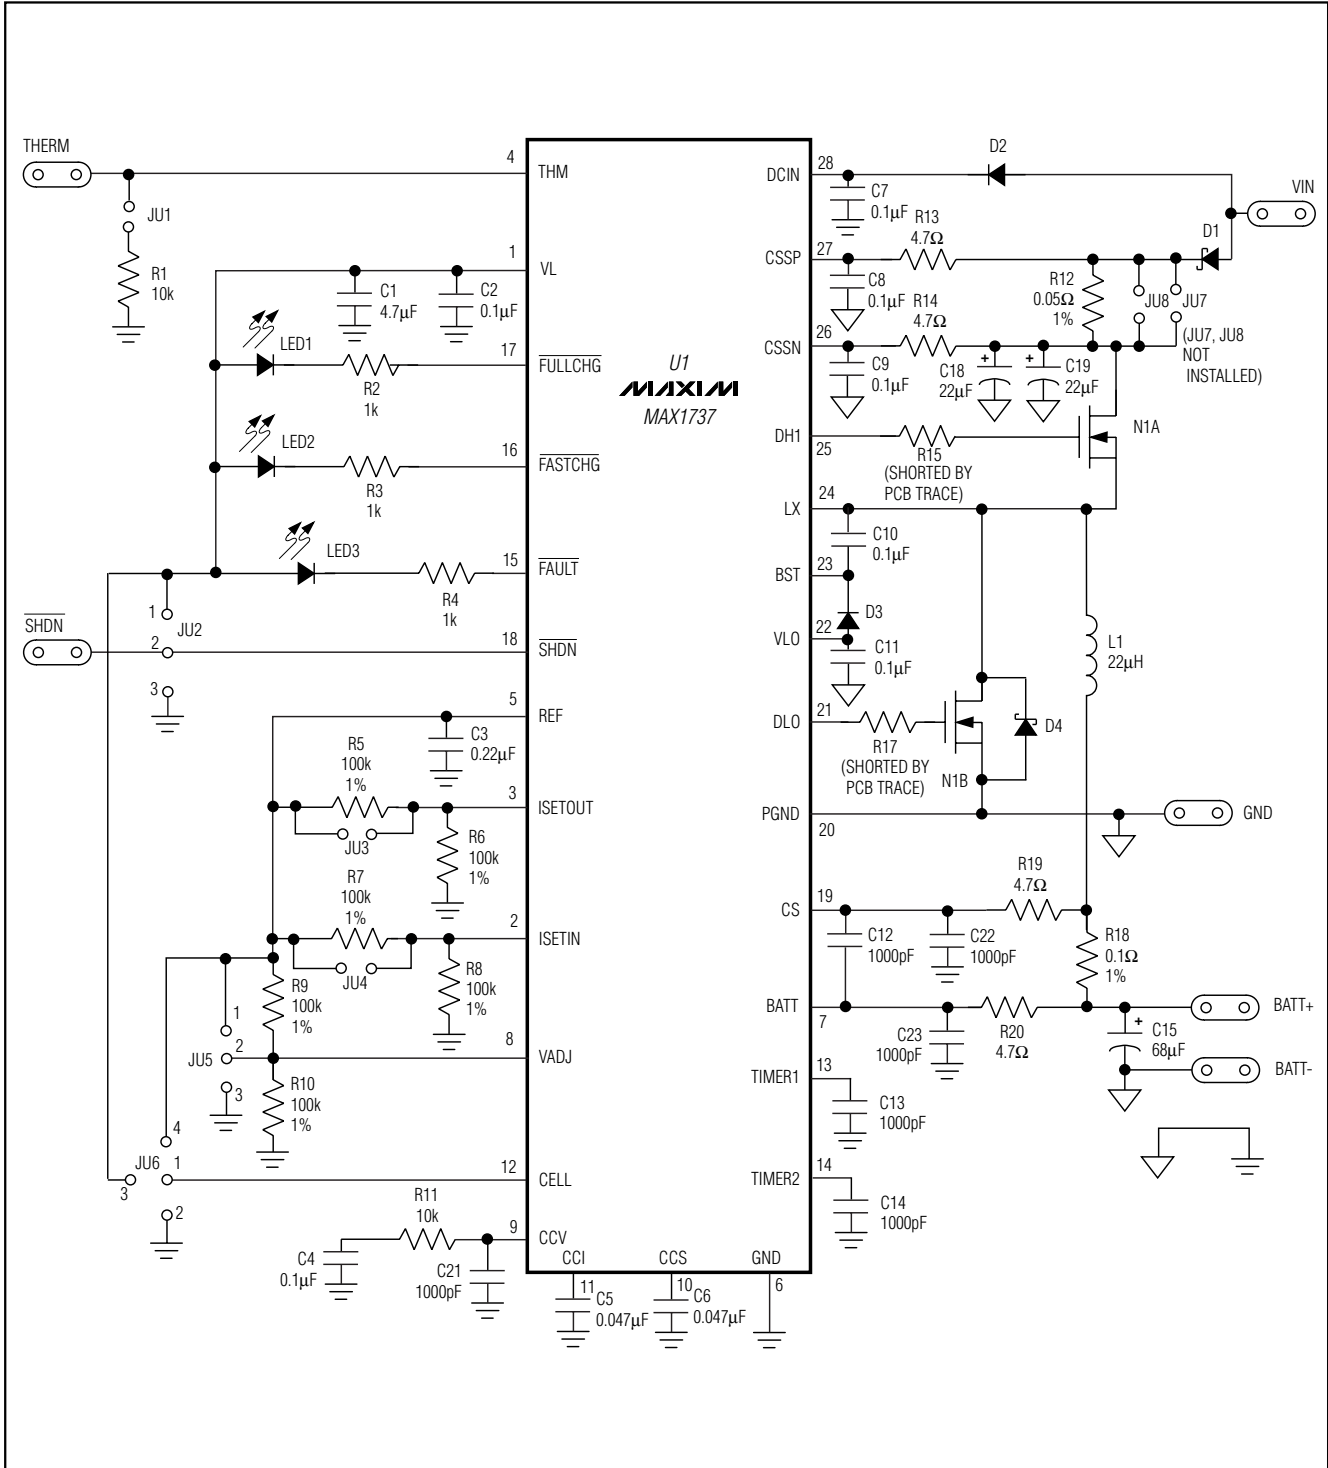 THERM
4
THM
JU1
R1
10k
1
VL
C1
4.7µF
C2
0.1µF
LED1
R2
1k
17
FULLCHG
LED2
R3
1k
16
FASTCHG
LED3
R4
1k
15
FAULT
SHDN
1
JU2
2
3
18
SHDN
5
REF
C3
0.22µF
R5
100k
1%
JU3
3
ISETOUT
R6
100k
1%
R7
100k
1%
JU4
2
ISETIN
R8
100k
1%
R9
100k
1%
1
JU5
2
3
8
VADJ
R10
100k
1%
4
JU6
1
3
2
12
CELL
R11
10k
9
CCV
C4
0.1µF
C21
1000pF
CCI
11
C5
0.047µF
CCS
10
C6
0.047µF
GND
6
U1
MAXIM
MAX1737
DCIN
28
C7
0.1µF
D2
VIN
D1
CSSP
27
R13
4.7Ω
C8
0.1µF
R12
0.05Ω
1%
JU8
JU7
(JU7, JU8
NOT
INSTALLED)
CSSN
26
R14
4.7Ω
C9
0.1µF
+
C18
22µF
+
C19
22µF
DH1
25
R15
(SHORTED BY
PCB TRACE)
N1A
LX
24
C10
0.1µF
BST
23
D3
VLO
22
C11
0.1µF
L1
22µH
DLO
21
R17
(SHORTED BY
PCB TRACE)
N1B
D4
PGND
20
GND
CS
19
R19
4.7Ω
C12
1000pF
C22
1000pF
R18
0.1Ω
1%
BATT
7
C23
1000pF
R20
4.7Ω
BATT+
+
C15
68µF
BATT-
TIMER1
13
C13
1000pF
TIMER2
14
C14
1000pF